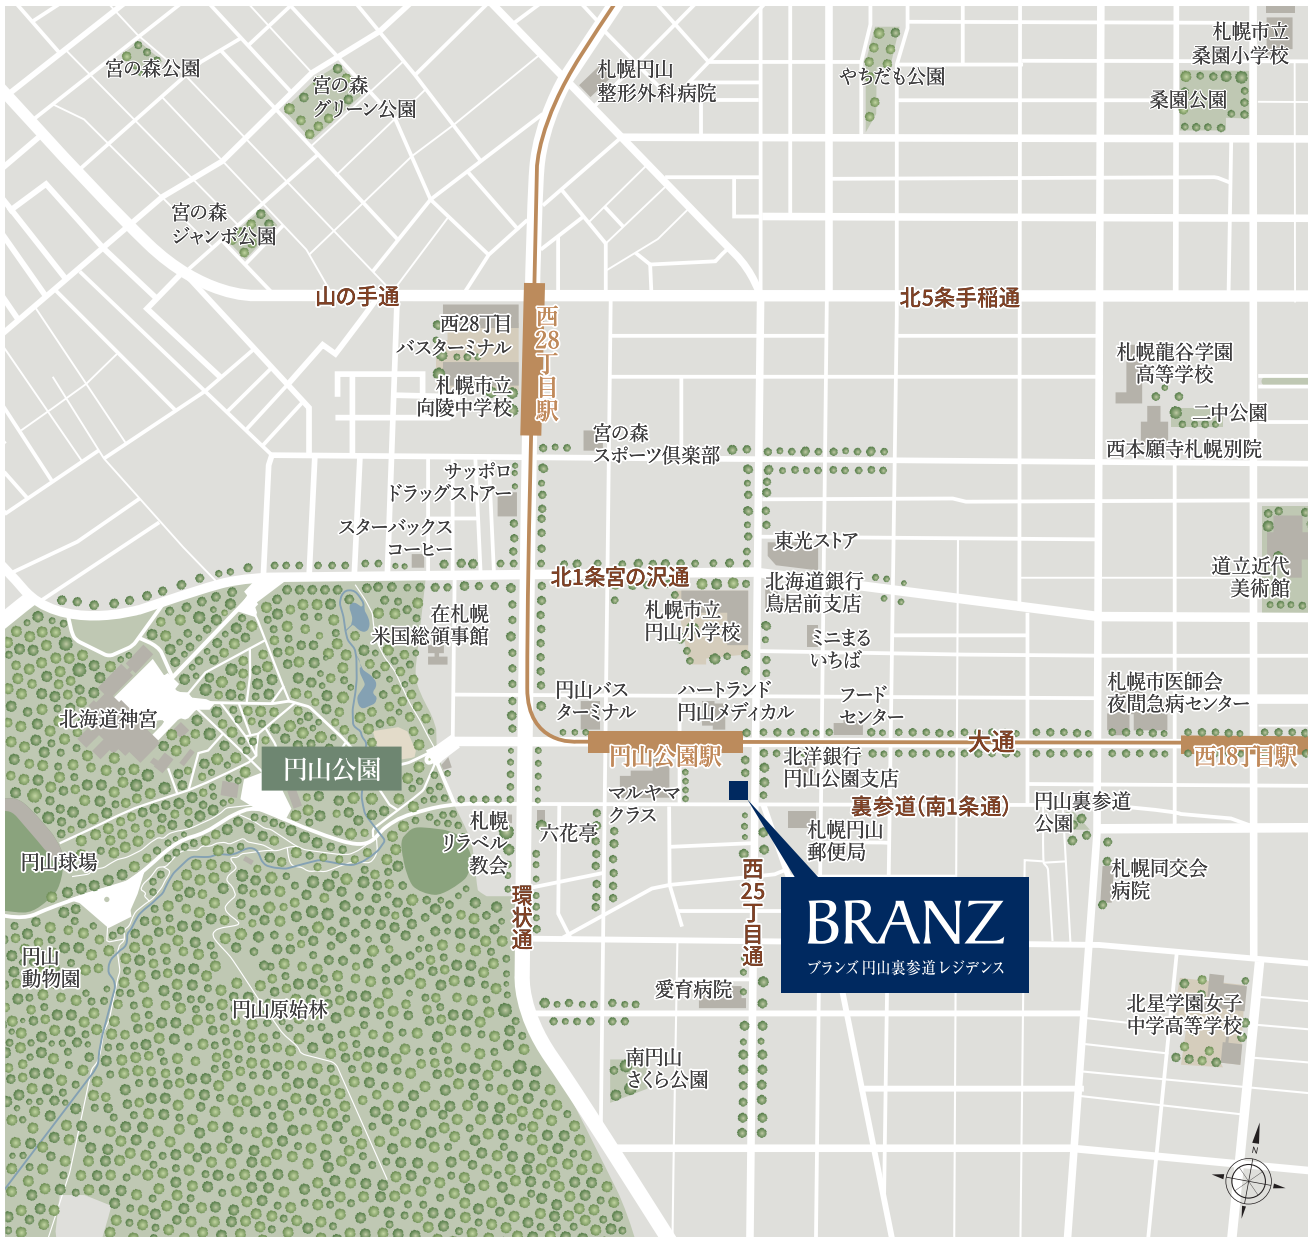 札幌市立
桑園小学校
宮の森公園
宮の森
グリーン公園
札幌円山
整形外科病院
やちだも公園
桑園公園
宮の森
ジャンボ公園
山の手通
北5条手稲通
西28丁目駅
西28丁目
バスターミナル
札幌市立
向陵中学校
札幌龍谷学園
高等学校
二中公園
西本願寺札幌別院
宮の森
スポーツ倶楽部
サッポロ
ドラッグストアー
スターバックス
コーヒー
東光ストア
北1条宮の沢通
北海道銀行
鳥居前支店
道立近代
美術館
札幌市立
円山小学校
在札幌
米国総領事館
ミニまる
いちば
円山バス
ターミナル
ハートランド
円山メディカル
フード
センター
札幌市医師会
夜間急病センター
北海道神宮
円山公園
円山公園駅
大通
西18丁目駅
北洋銀行
円山公園支店
マルヤマ
クラス
裏参道(南1条通)
円山裏参道
公園
札幌
リラベル
教会
六花亭
札幌円山
郵便局
円山球場
札幌同交会
病院
環状通
西25丁目通
BRANZ
ブランズ 円山裏参道レジデンス
円山
動物園
円山原始林
愛育病院
北星学園女子
中学高等学校
南円山
さくら公園
N